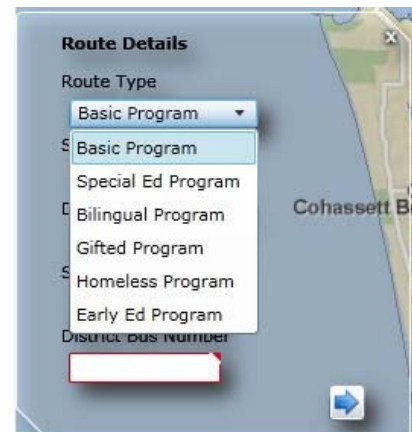 Route Details
Route Type
Basic Program
S
Basic Program
Special Ed Program
D
Bilingual Program
Cohassett B
Gifted Program
S
Homeless Program
Early Ed Program
District Bus Number